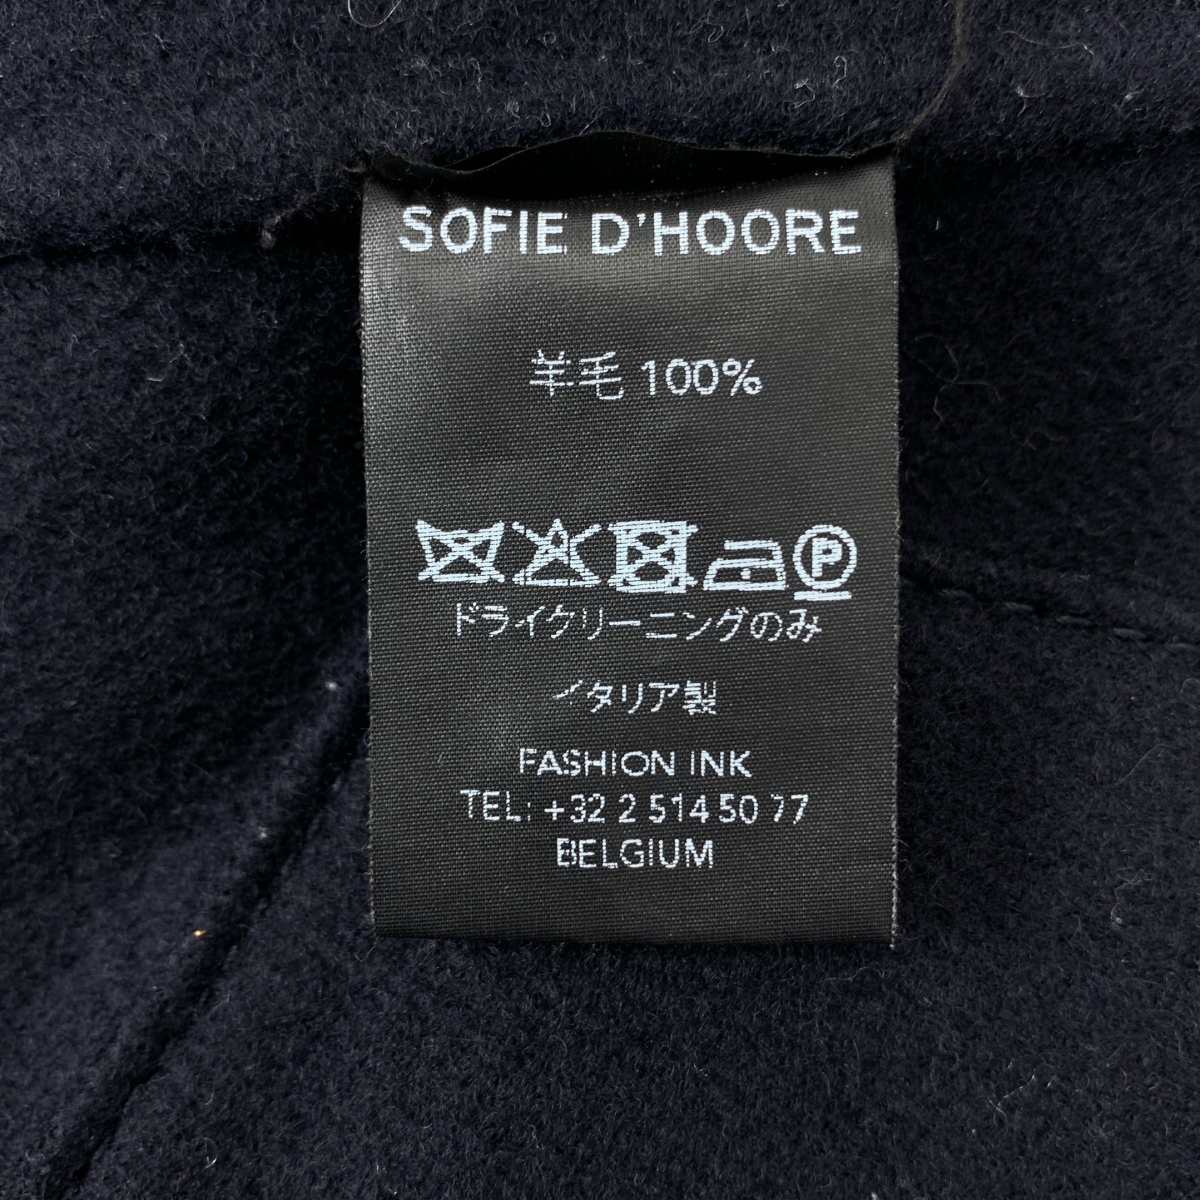 SOFIE D'HOORE
羊毛 100%
P
ドライクリーニングのみ
イタリア製
FASHION INK
TEL: +32 2 514 50 77
BELGIUM